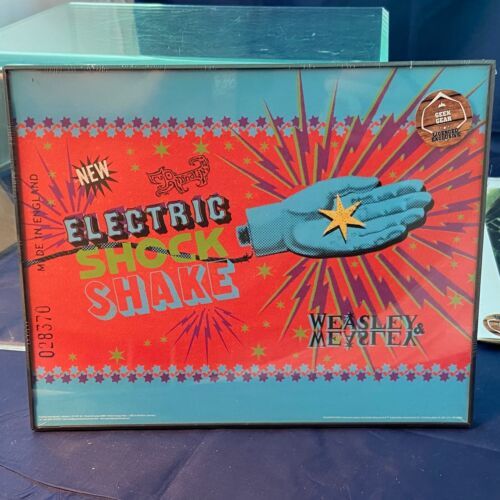 GEEK
GEAR
NEW
ELECTRIC
SHOCK
SHAKE
MADE IN ENGLAND
028370
WEASLEY
&
WEASLEY